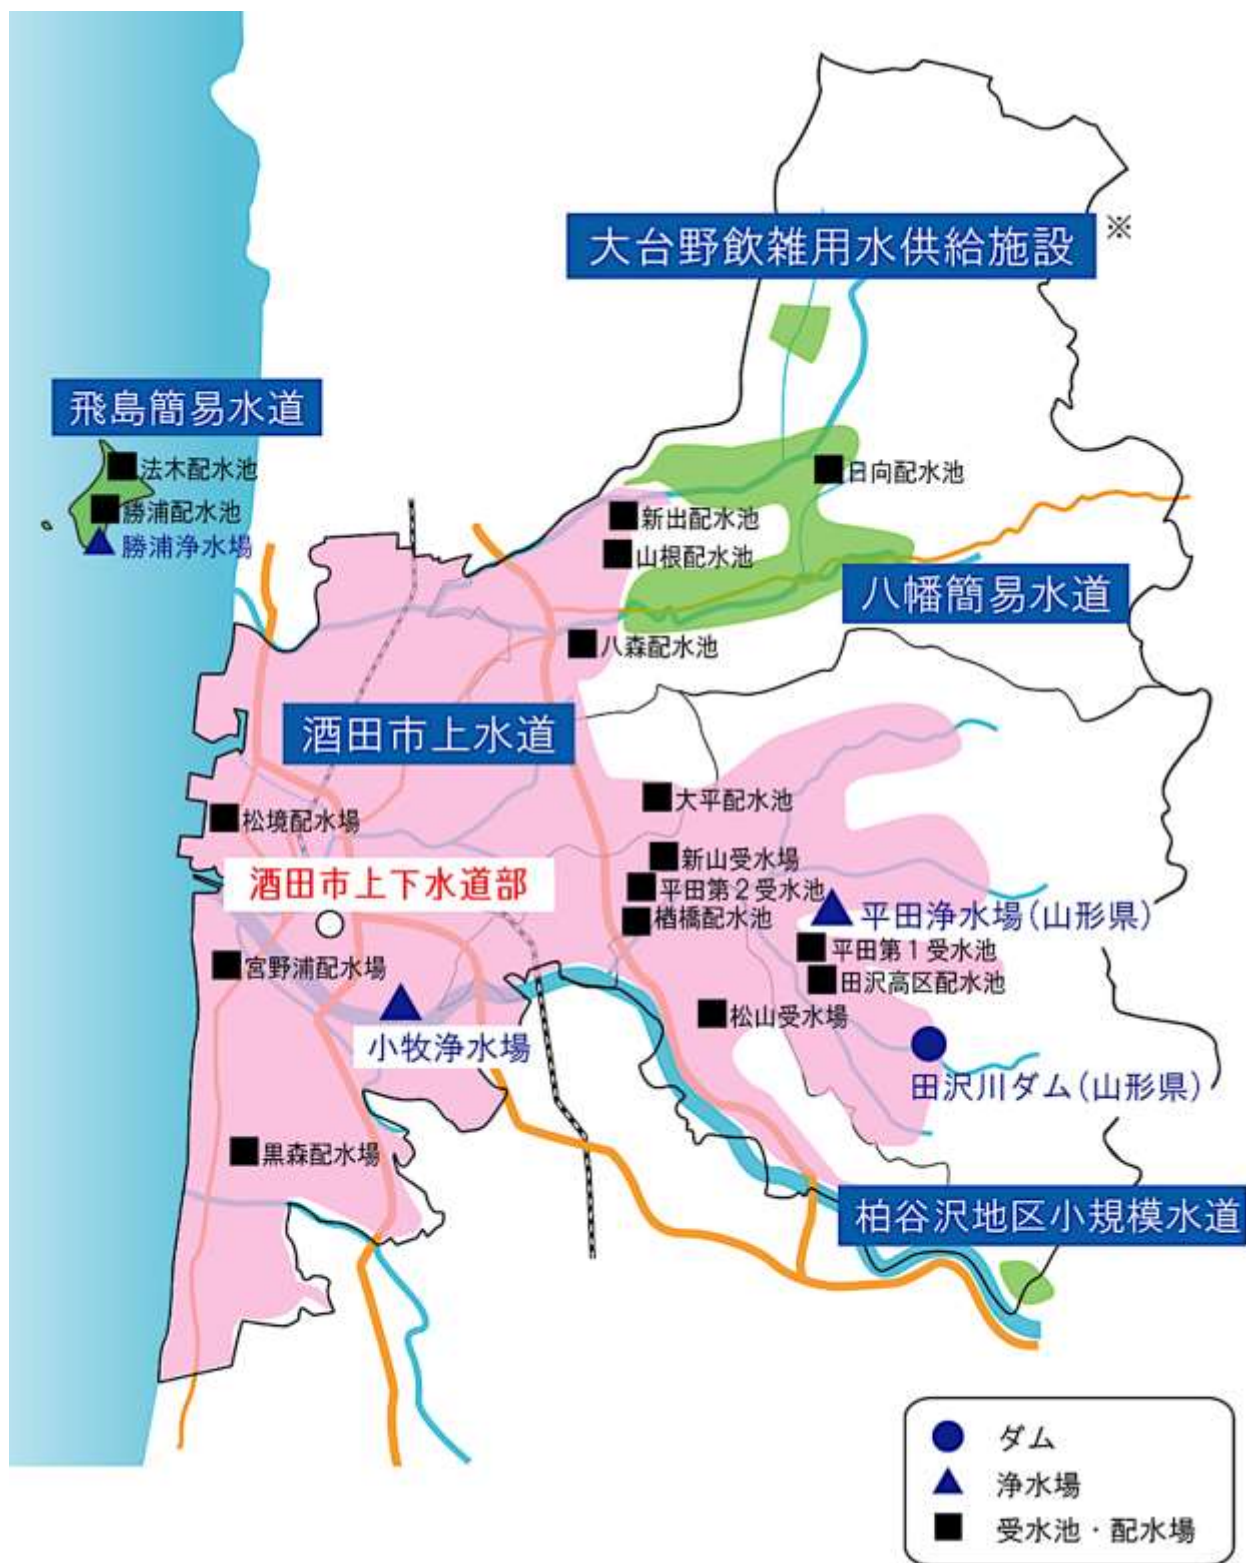 大台野飲雑用水供給施設
※
飛島簡易水道
法木配水池
勝浦配水池
勝浦浄水場
日向配水池
新出配水池
山根配水池
八幡簡易水道
八森配水池
酒田市上水道
大平配水池
松境配水場
新山受水場
酒田市上下水道部
平田第2受水池
楢橋配水池
平田浄水場(山形県)
平田第1受水池
宮野浦配水場
田沢高区配水池
松山受水場
小牧浄水場
田沢川ダム(山形県)
黒森配水場
柏谷沢地区小規模水道
ダム
浄水場
受水池・配水場